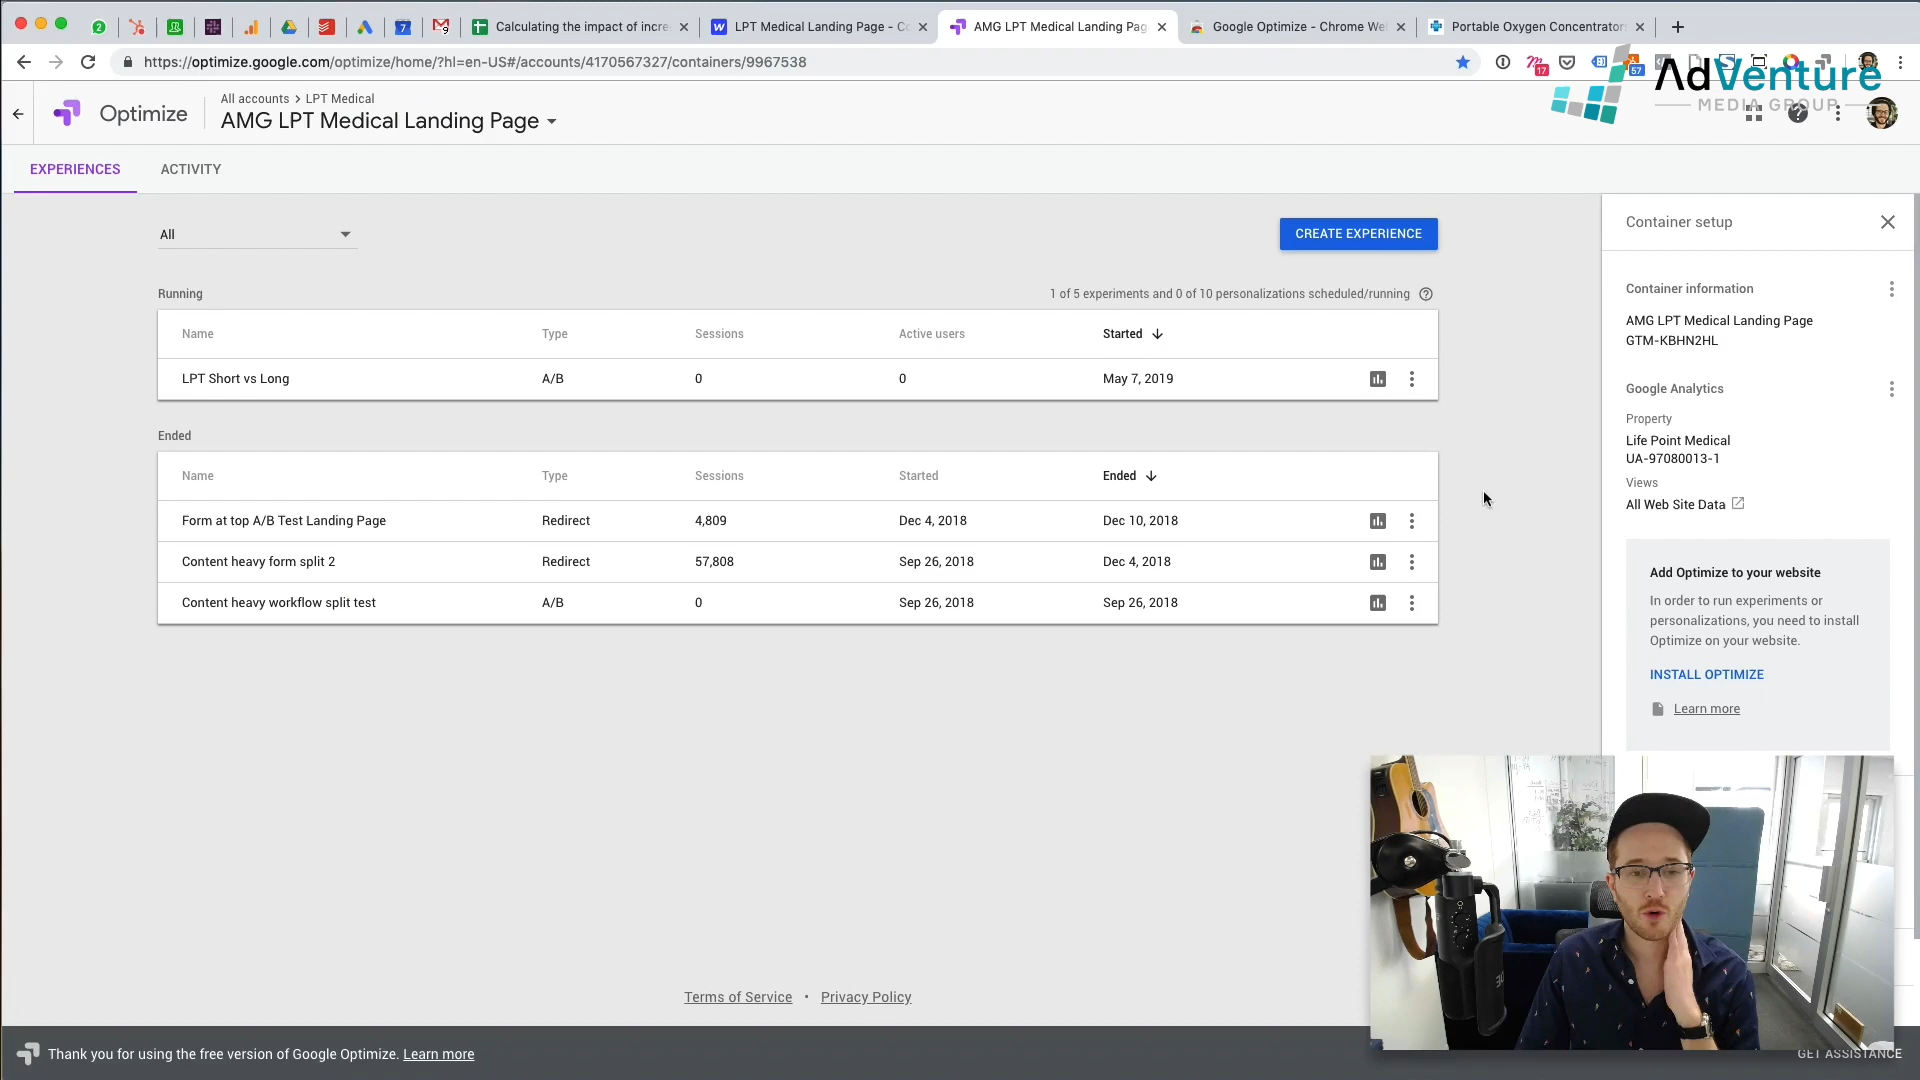 2
7
Calculating the impact of incre
LPT Medical Landing Page - Co
AMG LPT Medical Landing Pag
Google Optimize - Chrome We
Portable Oxygen Concentrator
https://optimize.google.com/optimize/home/?hl=en-US#/accounts/4170567327/containers/9967538
17
57
AdVenture
MEDIA GROUP
Optimize
All accounts > LPT Medical
AMG LPT Medical Landing Page
EXPERIENCES
ACTIVITY
All
CREATE EXPERIENCE
Running
1 of 5 experiments and 0 of 10 personalizations scheduled/running
Name Type Sessions Active users Started
LPT Short vs Long A/B 0 0 May 7, 2019
Ended
Name Type Sessions Started Ended
Form at top A/B Test Landing Page Redirect 4,809 Dec 4, 2018 Dec 10, 2018
Content heavy form split 2 Redirect 57,808 Sep 26, 2018 Dec 4, 2018
Content heavy workflow split test A/B 0 Sep 26, 2018 Sep 26, 2018
Container setup
Container information
AMG LPT Medical Landing Page
GTM-KBHN2HL
Google Analytics
Property
Life Point Medical
UA-97080013-1
Views
All Web Site Data
Add Optimize to your website
In order to run experiments or
personalizations, you need to install
Optimize on your website.
INSTALL OPTIMIZE
Learn more
Terms of Service • Privacy Policy
Thank you for using the free version of Google Optimize. Learn more
GET ASSISTANCE